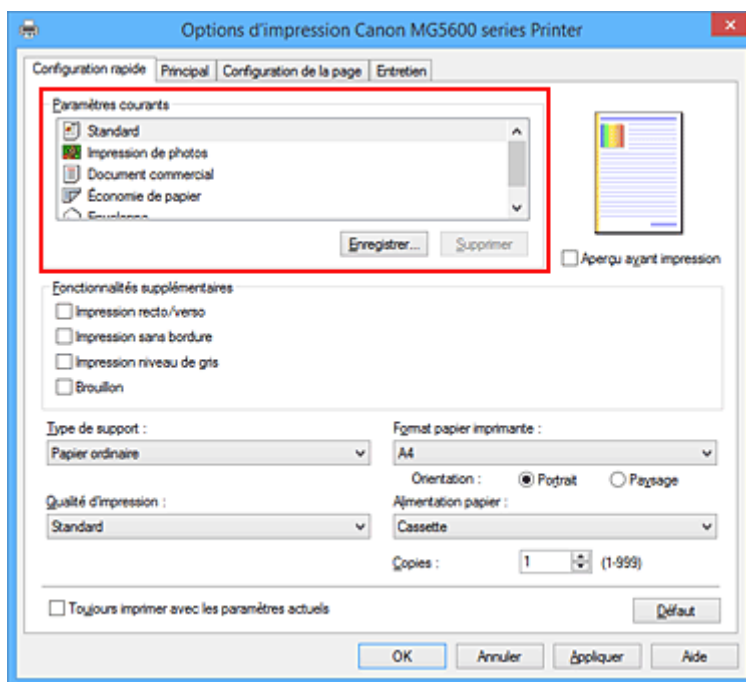 Options d'impression Canon MG5600 series Printer
Configuration rapide Principal Configuration de la page Entretien
Paramètres courants
Standard
Impression de photos
Document commercial
Économie de papier
Enregistrer... Supprimer
Aperçu avant impression
Fonctionnalités supplémentaires
Impression recto/verso
Impression sans bordure
Impression niveau de gris
Brouillon
Type de support : Format papier imprimante :
Papier ordinaire A4
Orientation : Portrait Paysage
Qualité d'impression : Alimentation papier :
Standard Cassette
Copies : 1 (1-999)
Toujours imprimer avec les paramètres actuels Défaut
OK Annuler Appliquer Aide